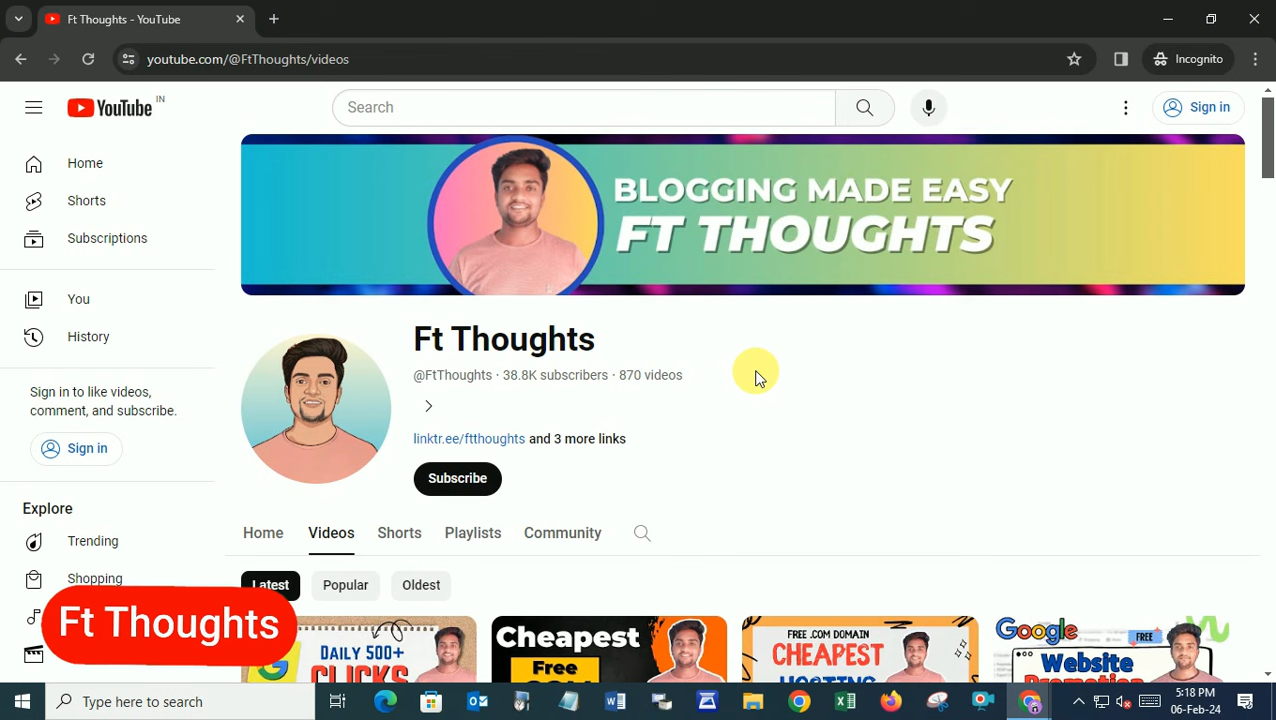 Ft Thoughts - YouTube
youtube.com/@FtThoughts/videos
Incognito
YouTube IN
Search
Sign in
Home
Shorts
Subscriptions
You
History
Sign in to like videos,
comment, and subscribe.
Sign in
Explore
Trending
Shopping
BLOGGING MADE EASY
FT THOUGHTS
Ft Thoughts
@FtThoughts · 38.8K subscribers · 870 videos
linktr.ee/ftthoughts and 3 more links
Subscribe
Home Videos Shorts Playlists Community
Latest Popular Oldest
Ft Thoughts
DAILY 500+
CLICKS
Cheapest
Free
FREE .COM DOMAIN
CHEAPEST
HOSTING
Google
FREE
Website
Promotion
Type here to search
5:18 PM
06-Feb-24